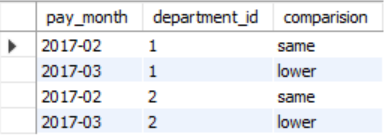 pay_month department_id comparision
2017-02 1 same
2017-03 1 lower
2017-02 2 same
2017-03 2 lower